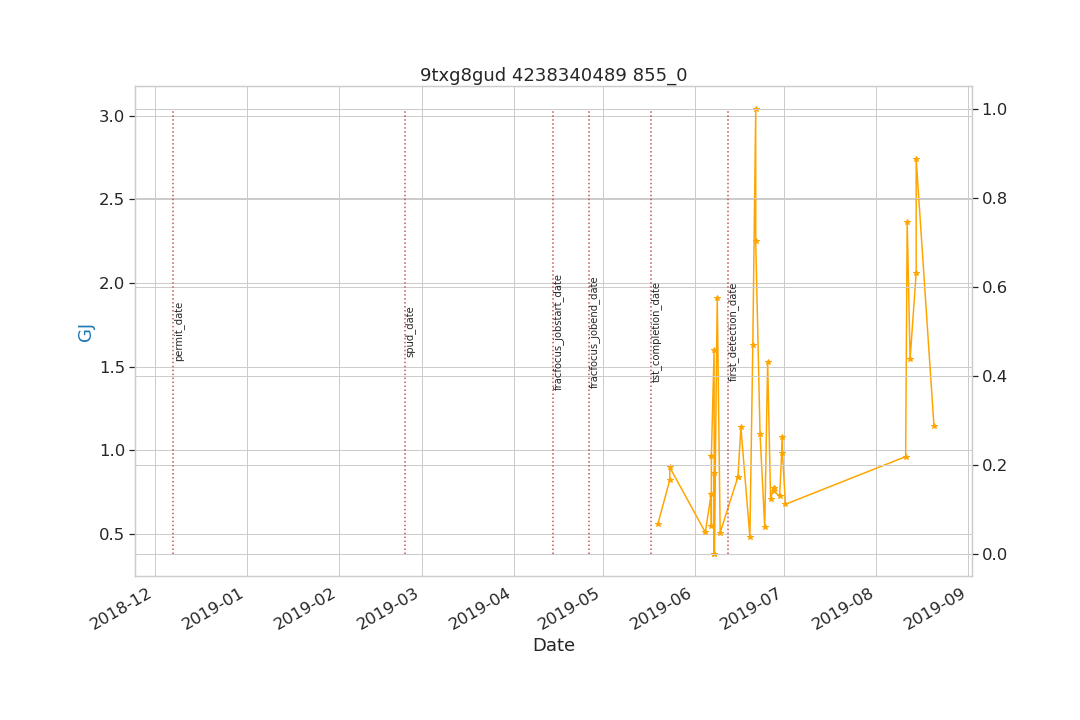 9txg8gud 4238340489 855_0
GJ
3.0
2.5
2.0
1.5
1.0
0.5
1.0
0.8
0.6
0.4
0.2
0.0
permit_date
spud_date
fracfocus_jobstart_date
fracfocus_jobend_date
tst_completion_date
first_detection_date
2018-12
2019-01
2019-02
2019-03
2019-04
2019-05
2019-06
2019-07
2019-08
2019-09
Date